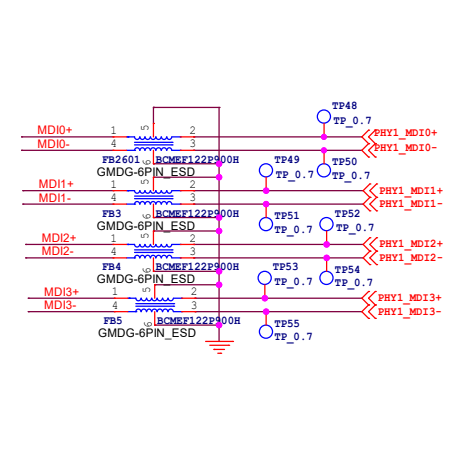 TP48
TP_0.7
MDI0+ 1 5 2 PHY1_MDI0+
MDI0- 4 3 PHY1_MDI0-
FB2601 6 BCMEF122P900H TP49 TP50
GMDG-6PIN_ESD TP_0.7 TP_0.7
MDI1+ 1 5 2 PHY1_MDI1+
MDI1- 4 3 PHY1_MDI1-
FB3 6 BCMEF122P900H TP51 TP52
GMDG-6PIN_ESD TP_0.7 TP_0.7
MDI2+ 1 5 2 PHY1_MDI2+
MDI2- 4 3 PHY1_MDI2-
FB4 6 BCMEF122P900H TP53 TP54
GMDG-6PIN_ESD TP_0.7 TP_0.7
MDI3+ 1 5 2 PHY1_MDI3+
MDI3- 4 3 PHY1_MDI3-
FB5 6 BCMEF122P900H TP55
GMDG-6PIN_ESD TP_0.7